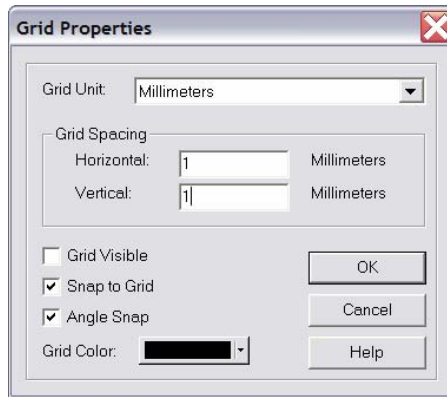 Grid Properties
Grid Unit: Millimeters
Grid Spacing
Horizontal: 1 Millimeters
Vertical: 1 Millimeters
Grid Visible
Snap to Grid
Angle Snap
Grid Color:
OK
Cancel
Help